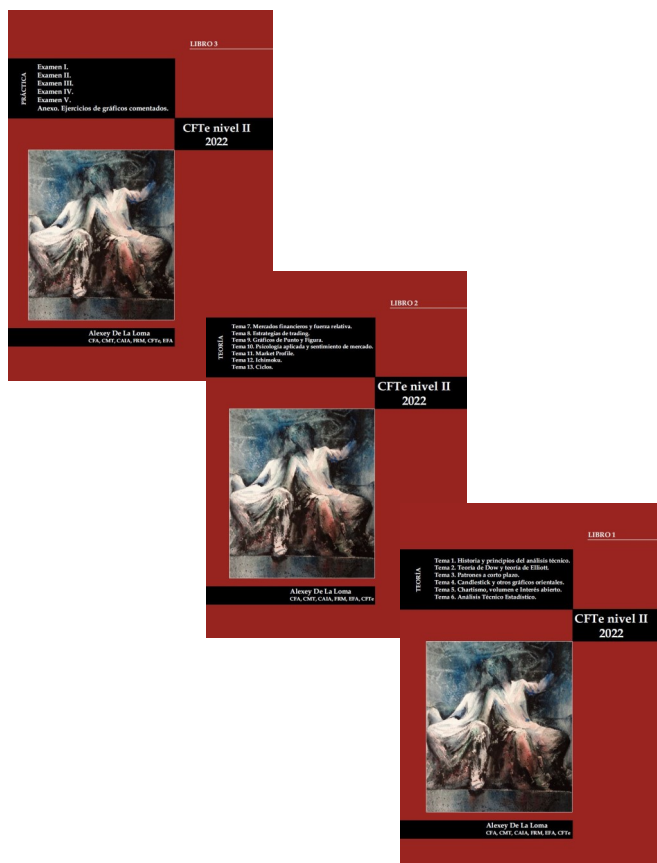 LIBRO 3
PRÁCTICA
Examen I.
Examen II.
Examen III.
Examen IV.
Examen V.
Anexo. Ejercicios de gráficos comentados.
CFTe nivel II
2022
Alexey De La Loma
CFA, CMT, CAIA, FRM, CFTe, EFA
LIBRO 2
TEORÍA
Tema 7. Mercados financieros y fuerza relativa.
Tema 8. Estrategias de trading.
Tema 9. Gráficos de Punto y Figura.
Tema 10. Psicología aplicada y sentimiento de mercado.
Tema 11. Market Profile.
Tema 12. Ichimoku.
Tema 13. Ciclos.
CFTe nivel II
2022
Alexey De La Loma
CFA, CMT, CAIA, FRM, EFA, CFTe
LIBRO 1
TEORÍA
Tema 1. Historia y principios del análisis técnico.
Tema 2. Teoría de Dow y teoría de Elliott.
Tema 3. Patrones a corto plazo.
Tema 4. Candlestick y otros gráficos orientales.
Tema 5. Chartismo, volumen e Interés abierto.
Tema 6. Análisis Técnico Estadístico.
CFTe nivel II
2022
Alexey De La Loma
CFA, CMT, CAIA, FRM, EFA, CFTe